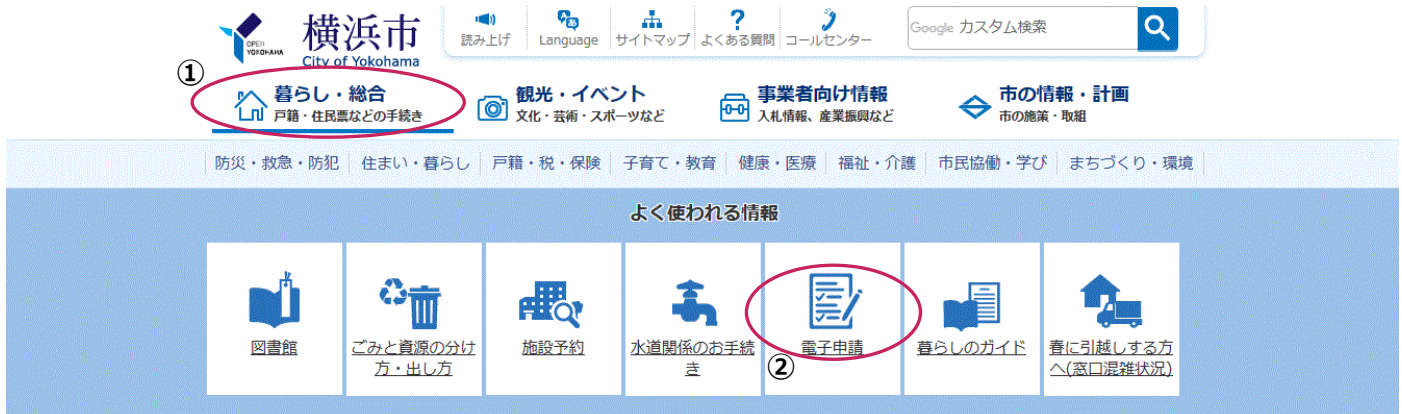 OPEN
YOKOHAMA
横浜市
City of Yokohama
読み上げ
Language
サイトマップ
よくある質問
コールセンター
Google カスタム検索
①
暮らし・総合
戸籍・住民票などの手続き
観光・イベント
文化・芸術・スポーツなど
事業者向け情報
入札情報、産業振興など
市の情報・計画
市の施策・取組
防災・救急・防犯
住まい・暮らし
戸籍・税・保険
子育て・教育
健康・医療
福祉・介護
市民協働・学び
まちづくり・環境
よく使われる情報
図書館
ごみと資源の分け
方・出し方
施設予約
水道関係のお手続
き
電子申請
②
暮らしのガイド
春に引越しする方
へ(窓口混雑状況)